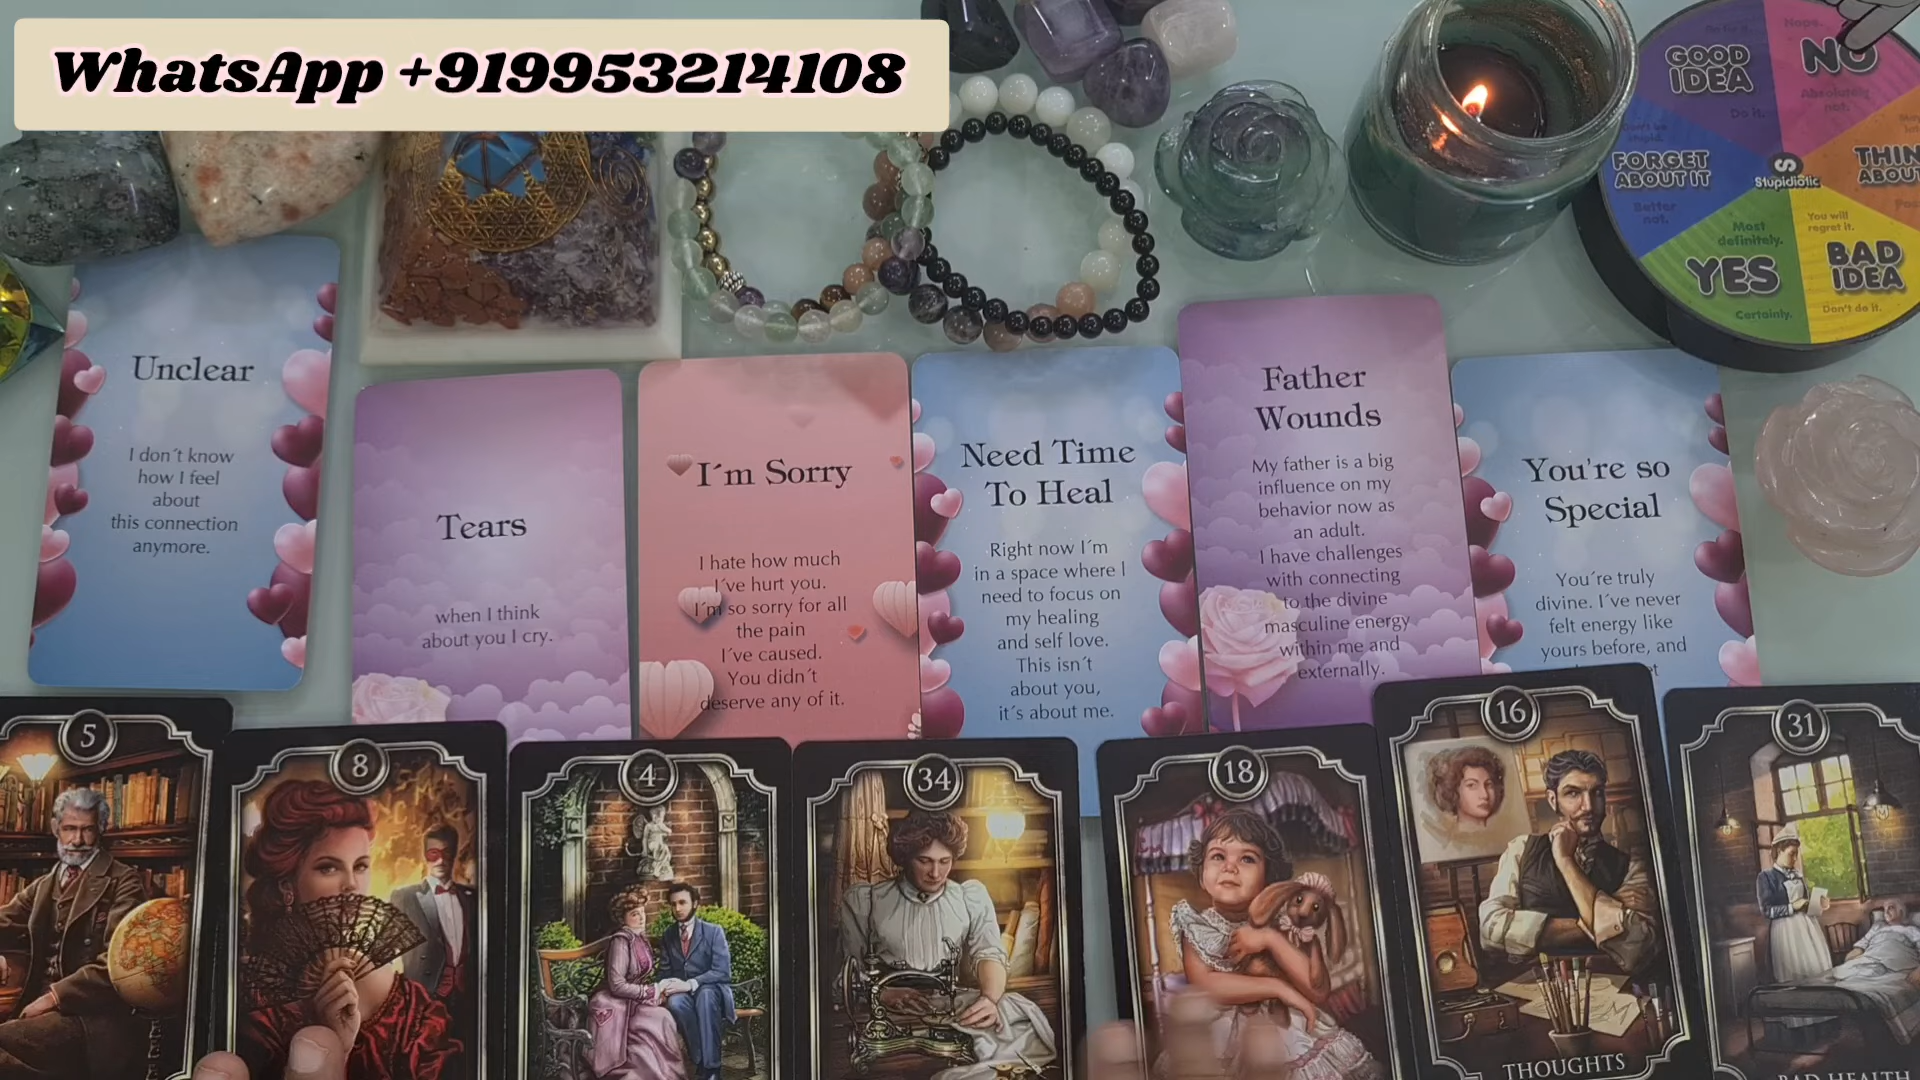 WhatsApp +919953214108
GOOD
IDEA
Do it.
Nope.
NO
Absolutely
not.
FORGET
ABOUT IT
Better
not.
Stupidiotic
THIN
ABOU
Most
definitely.
YES
Certainly.
You will
regret it.
BAD
IDEA
Don't do it.
Unclear
I don´t know
how I feel
about
this connection
anymore.
Tears
when I think
about you I cry.
I´m Sorry
I hate how much
I´ve hurt you.
I´m so sorry for all
the pain
I´ve caused.
You didn´t
deserve any of it.
Need Time
To Heal
Right now I´m
in a space where I
need to focus on
my healing
and self love.
This isn´t
about you,
it´s about me.
Father
Wounds
My father is a big
influence on my
behavior now as
an adult.
I have challenges
with connecting
to the divine
masculine energy
within me and
externally.
You're so
Special
You´re truly
divine. I´ve never
felt energy like
yours before, and
5
8
4
34
18
16
THOUGHTS
31
BAD HEALTH